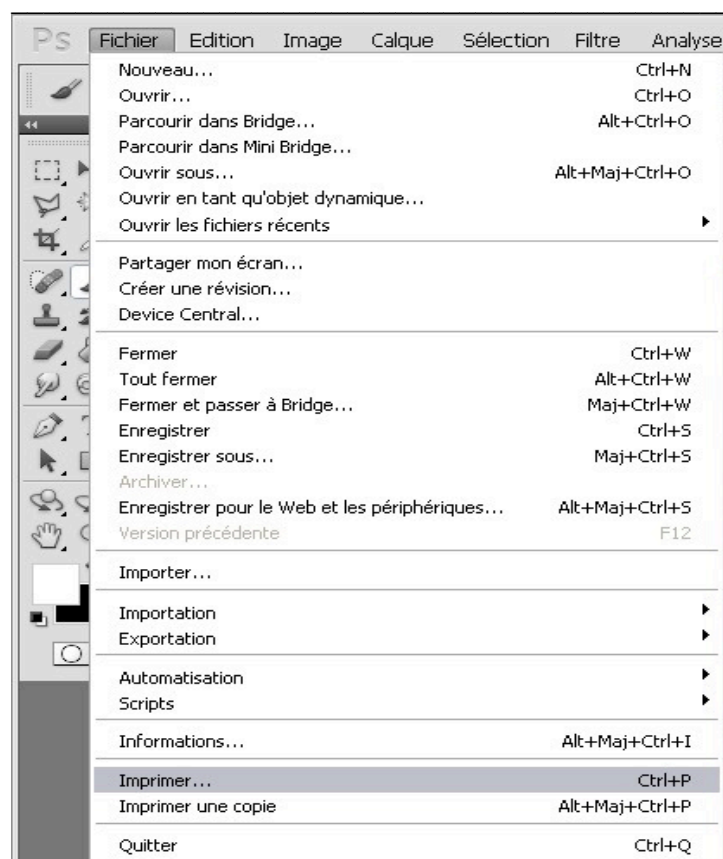 Ps Fichier Edition Image Calque Sélection Filtre Analyse
Nouveau... Ctrl+N
Ouvrir... Ctrl+O
Parcourir dans Bridge... Alt+Ctrl+O
Parcourir dans Mini Bridge...
Ouvrir sous... Alt+Maj+Ctrl+O
Ouvrir en tant qu'objet dynamique...
Ouvrir les fichiers récents
Partager mon écran...
Créer une révision...
Device Central...
Fermer Ctrl+W
Tout fermer Alt+Ctrl+W
Fermer et passer à Bridge... Maj+Ctrl+W
Enregistrer Ctrl+S
Enregistrer sous... Maj+Ctrl+S
Archiver...
Enregistrer pour le Web et les périphériques... Alt+Maj+Ctrl+S
Version précédente F12
Importer...
Importation
Exportation
Automatisation
Scripts
Informations... Alt+Maj+Ctrl+I
Imprimer... Ctrl+P
Imprimer une copie Alt+Maj+Ctrl+P
Quitter Ctrl+Q